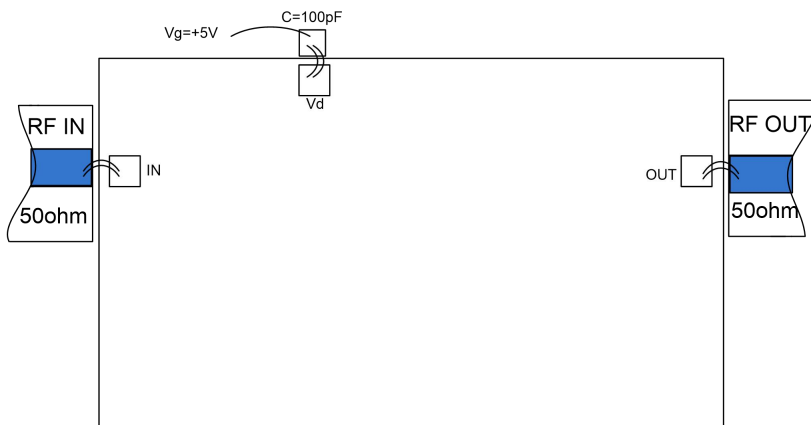 C=100pF
Vg=+5V
Vd
RF IN
RF OUT
IN
OUT
50ohm
50ohm